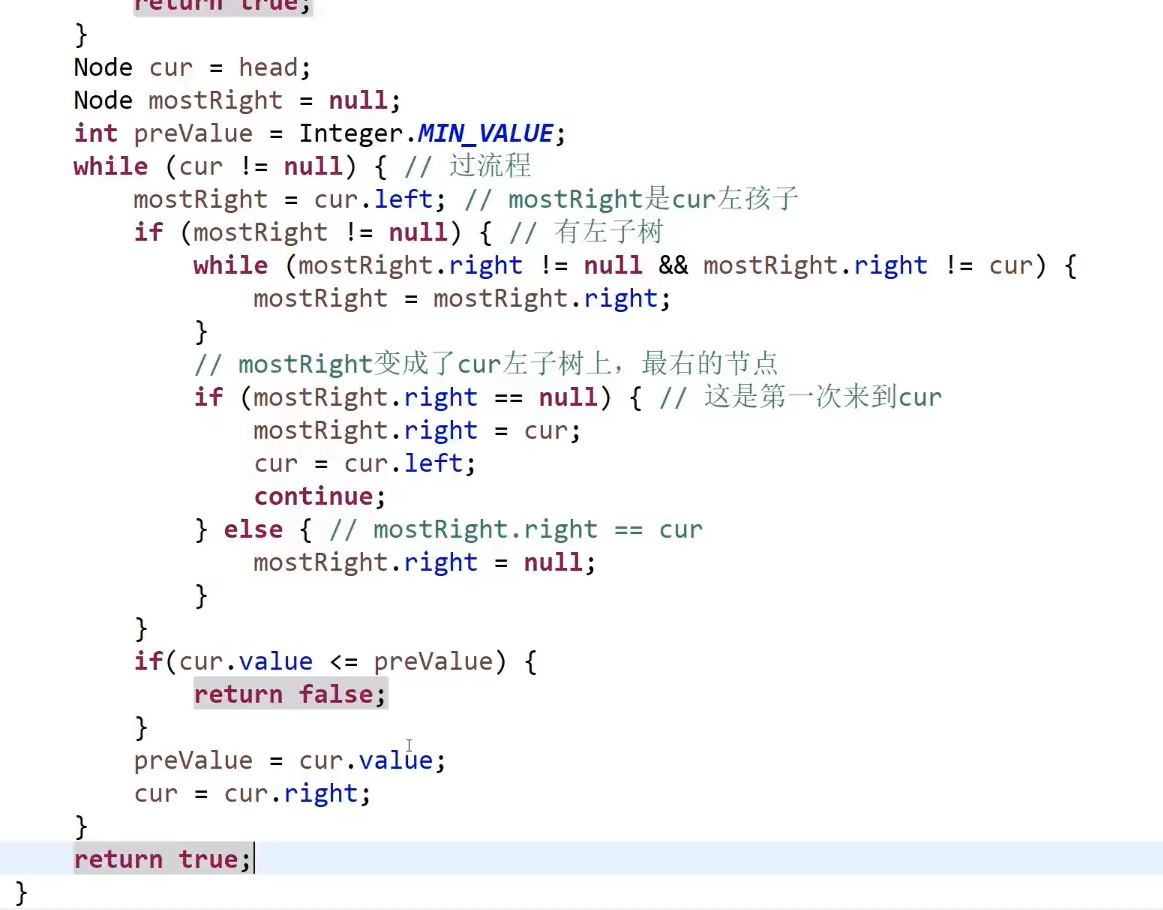 return true;
}
Node cur = head;
Node mostRight = null;
int preValue = Integer.MIN_VALUE;
while (cur != null) { // 过流程
mostRight = cur.left; // mostRight是cur左孩子
if (mostRight != null) { // 有左子树
while (mostRight.right != null && mostRight.right != cur) {
mostRight = mostRight.right;
}
// mostRight变成了cur左子树上，最右的节点
if (mostRight.right == null) { // 这是第一次来到cur
mostRight.right = cur;
cur = cur.left;
continue;
} else { // mostRight.right == cur
mostRight.right = null;
}
}
if(cur.value <= preValue) {
return false;
}
preValue = cur.value;
cur = cur.right;
}
return true;
}